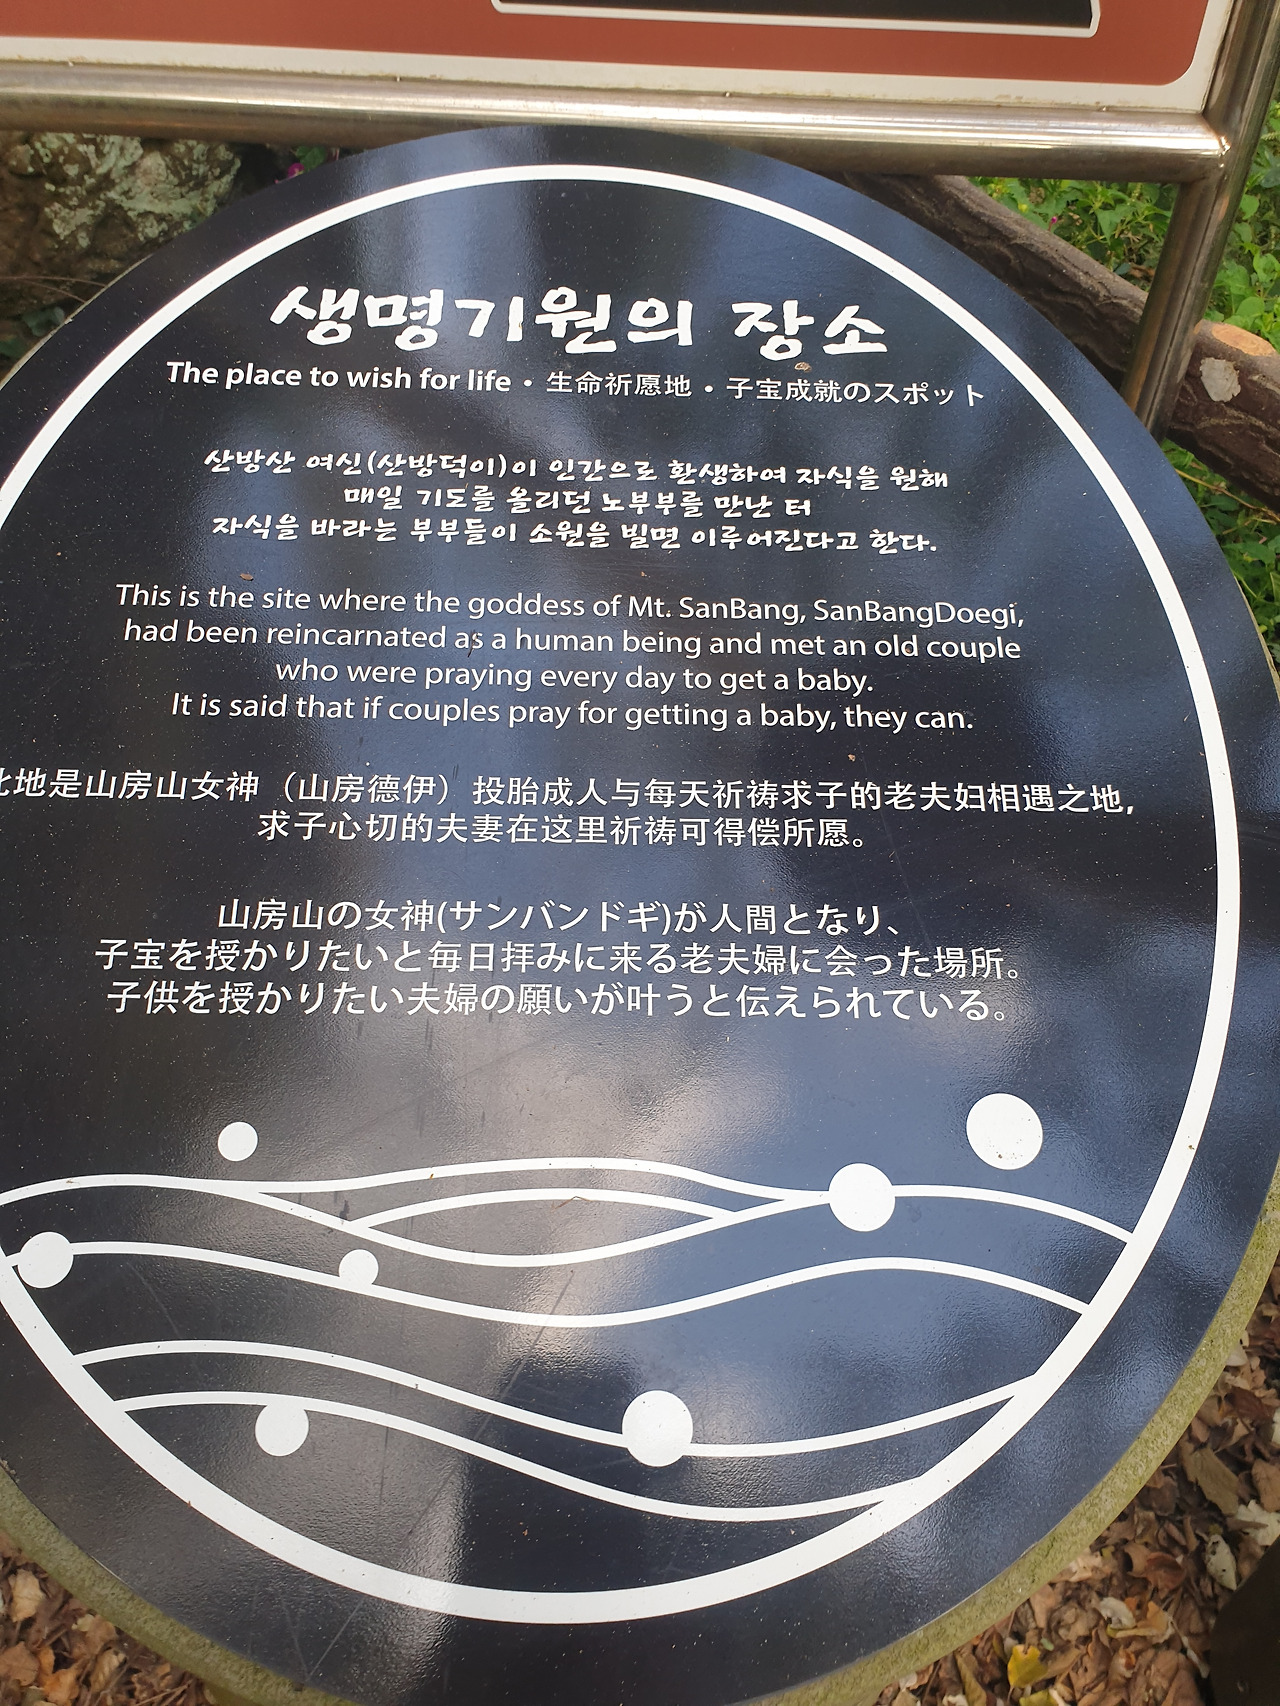 생명기원의 장소
The place to wish for life • 生命祈愿地 • 子宝成就のスポット
산방산 여신(산방덕이)이 인간으로 환생하여 자식을 원해
매일 기도를 올리던 노부부를 만난 터
자식을 바라는 부부들이 소원을 빌면 이루어진다고 한다.
This is the site where the goddess of Mt. SanBang, SanBangDoegi,
had been reincarnated as a human being and met an old couple
who were praying every day to get a baby.
It is said that if couples pray for getting a baby, they can.
此地是山房山女神（山房德伊）投胎成人与每天祈祷求子的老夫妇相遇之地,
求子心切的夫妻在这里祈祷可得偿所愿。
山房山の女神(サンバンドギ)が人間となり、
子宝を授かりたいと毎日拝みに来る老夫婦に会った場所。
子供を授かりたい夫婦の願いが叶うと伝えられている。